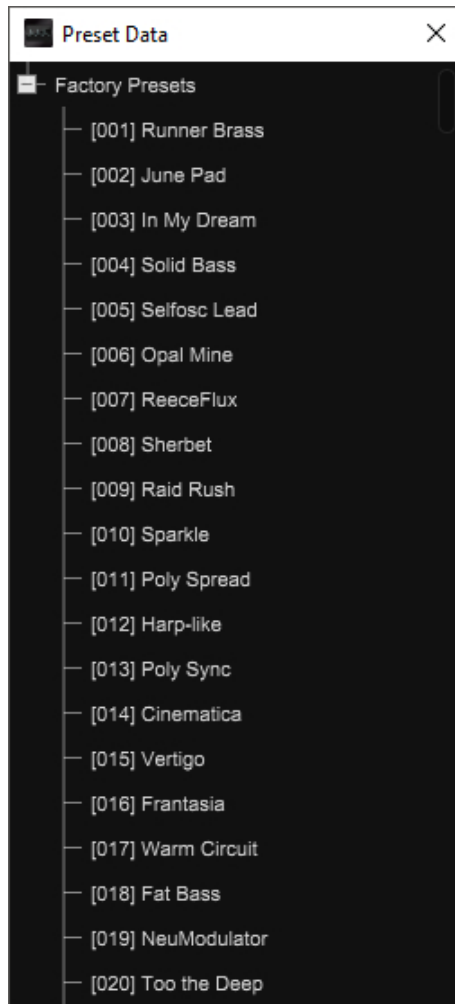 Preset Data
Factory Presets
[001] Runner Brass
[002] June Pad
[003] In My Dream
[004] Solid Bass
[005] Selfosc Lead
[006] Opal Mine
[007] ReeceFlux
[008] Sherbet
[009] Raid Rush
[010] Sparkle
[011] Poly Spread
[012] Harp-like
[013] Poly Sync
[014] Cinematica
[015] Vertigo
[016] Frantasia
[017] Warm Circuit
[018] Fat Bass
[019] NeuModulator
[020] Too the Deep